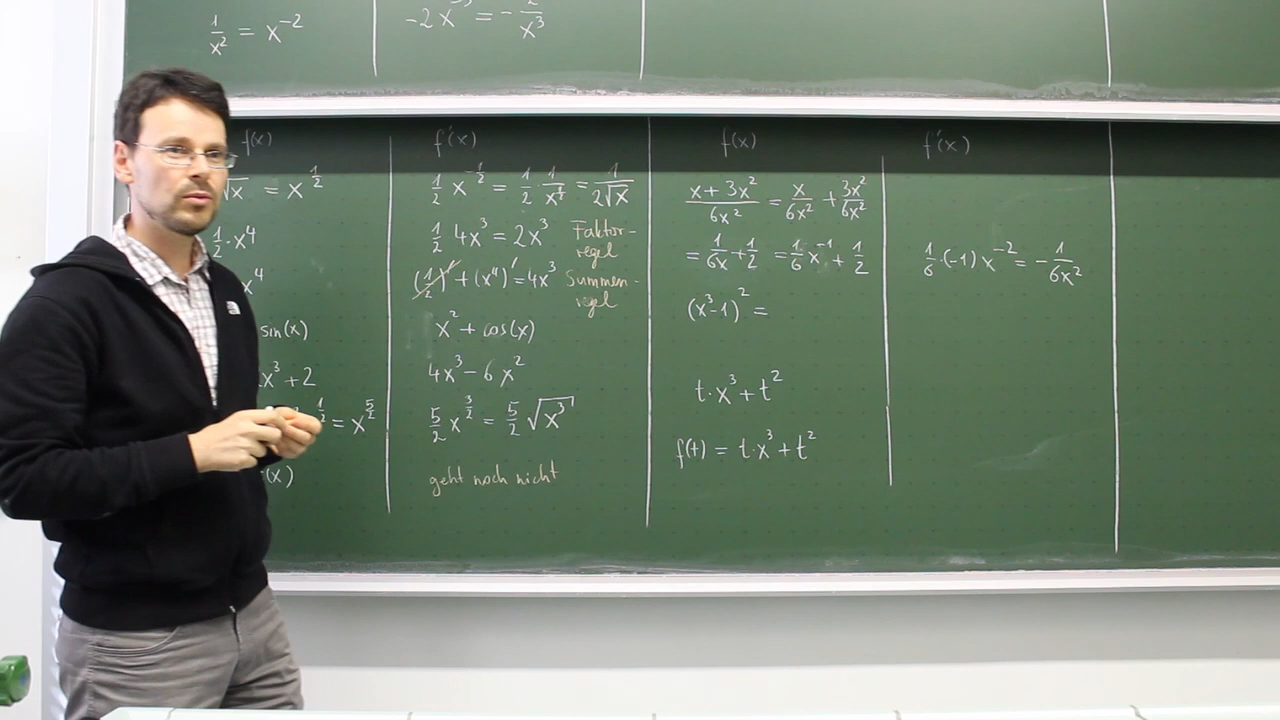 1/x² = x⁻²
-2x⁻³ = -2/x³
f(x)
√x = x^(1/2)
1/2·x⁴
x⁴
sin(x)
x³ + 2
1/2 = x^(5/2)
(x)
f'(x)
1/2 x^(-1/2) = 1/2 1/x^(1/2) = 1/(2√x)
1/2 4x³ = 2x³ Faktor-
regel
(1/2)' + (x⁴)' = 4x³ Summen-
regel
x² + cos(x)
4x³ - 6x²
5/2 x^(3/2) = 5/2 √x³
geht noch nicht
f(x)
(x + 3x²)/(6x²) = x/(6x²) + 3x²/(6x²)
= 1/(6x) + 1/2 = 1/6 x⁻¹ + 1/2
(x³-1)² =
t·x³ + t²
f(t) = t·x³ + t²
f'(x)
1/6·(-1) x⁻² = -1/(6x²)